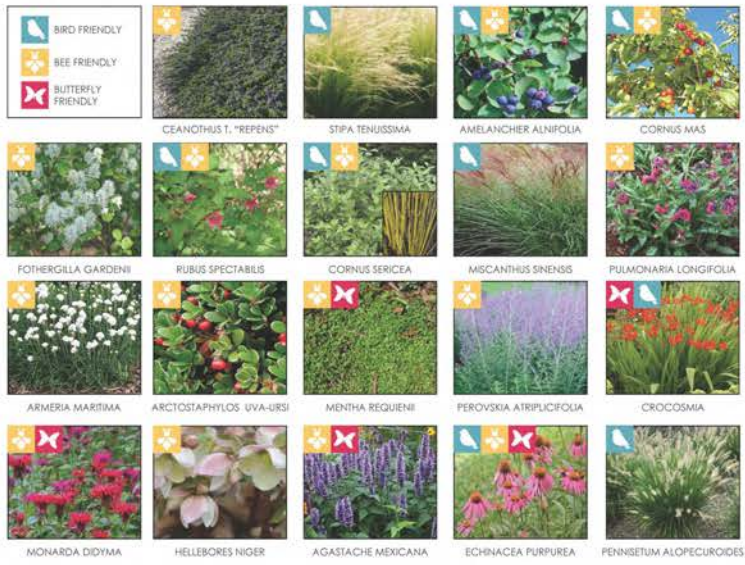 BIRD FRIENDLY
BEE FRIENDLY
BUTTERFLY
FRIENDLY
CEANOTHUS T. "REPENS"
STIPA TENUISSIMA
AMELANCHIER ALNIFOLIA
CORNUS MAS
FOTHERGILLA GARDENII
RUBUS SPECTABILIS
CORNUS SERICEA
MISCANTHUS SINENSIS
PULMONARIA LONGIFOLIA
ARMERIA MARITIMA
ARCTOSTAPHYLOS UVA-URSI
MENTHA REQUIENII
PEROVSKIA ATRIPLICIFOLIA
CROCOSMIA
MONARDA DIDYMA
HELLEBORES NIGER
AGASTACHE MEXICANA
ECHINACEA PURPUREA
PENNISETUM ALOPECUROIDES